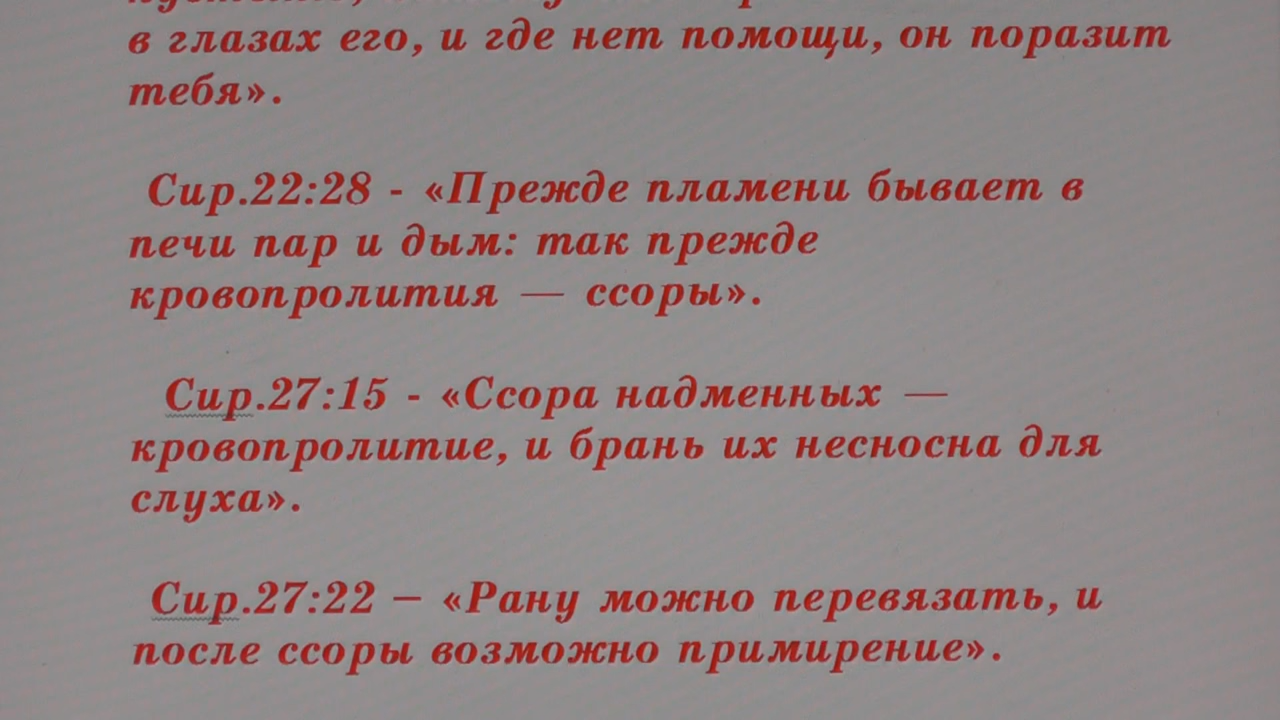 в глазах его, и где нет помощи, он поразит
тебя».
Сир.22:28 - «Прежде пламени бывает в
печи пар и дым: так прежде
кровопролития — ссоры».
Сир.27:15 - «Ссора надменных —
кровопролитие, и брань их несносна для
слуха».
Сир.27:22 – «Рану можно перевязать, и
после ссоры возможно примирение».